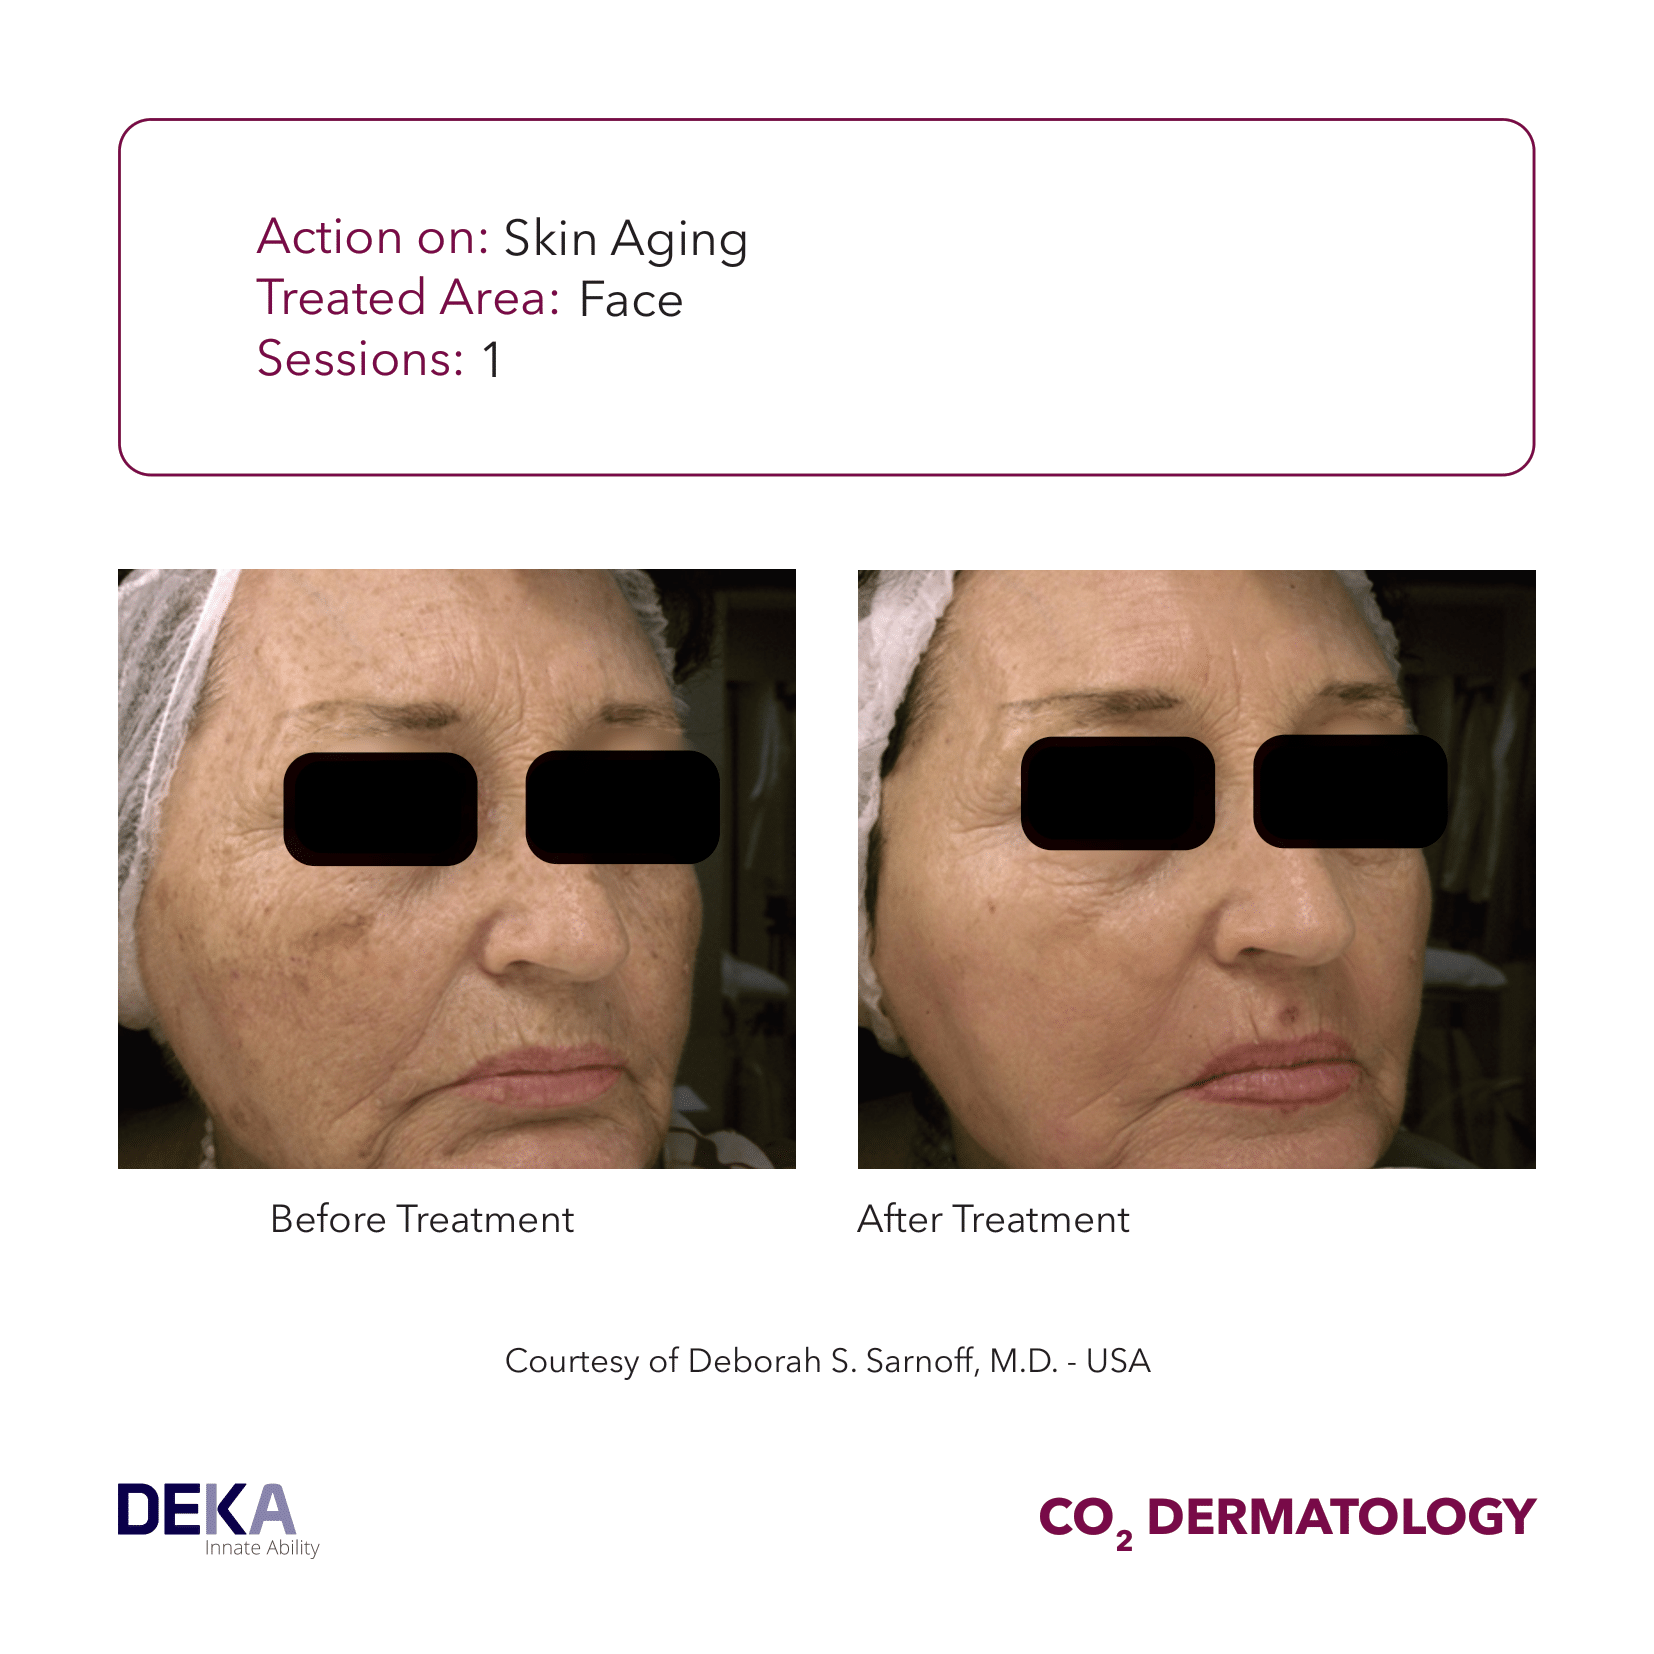 Action on: Skin Aging
Treated Area: Face
Sessions: 1
Before Treatment
After Treatment
Courtesy of Deborah S. Sarnoff, M.D. - USA
DEKA
Innate Ability
CO₂ DERMATOLOGY